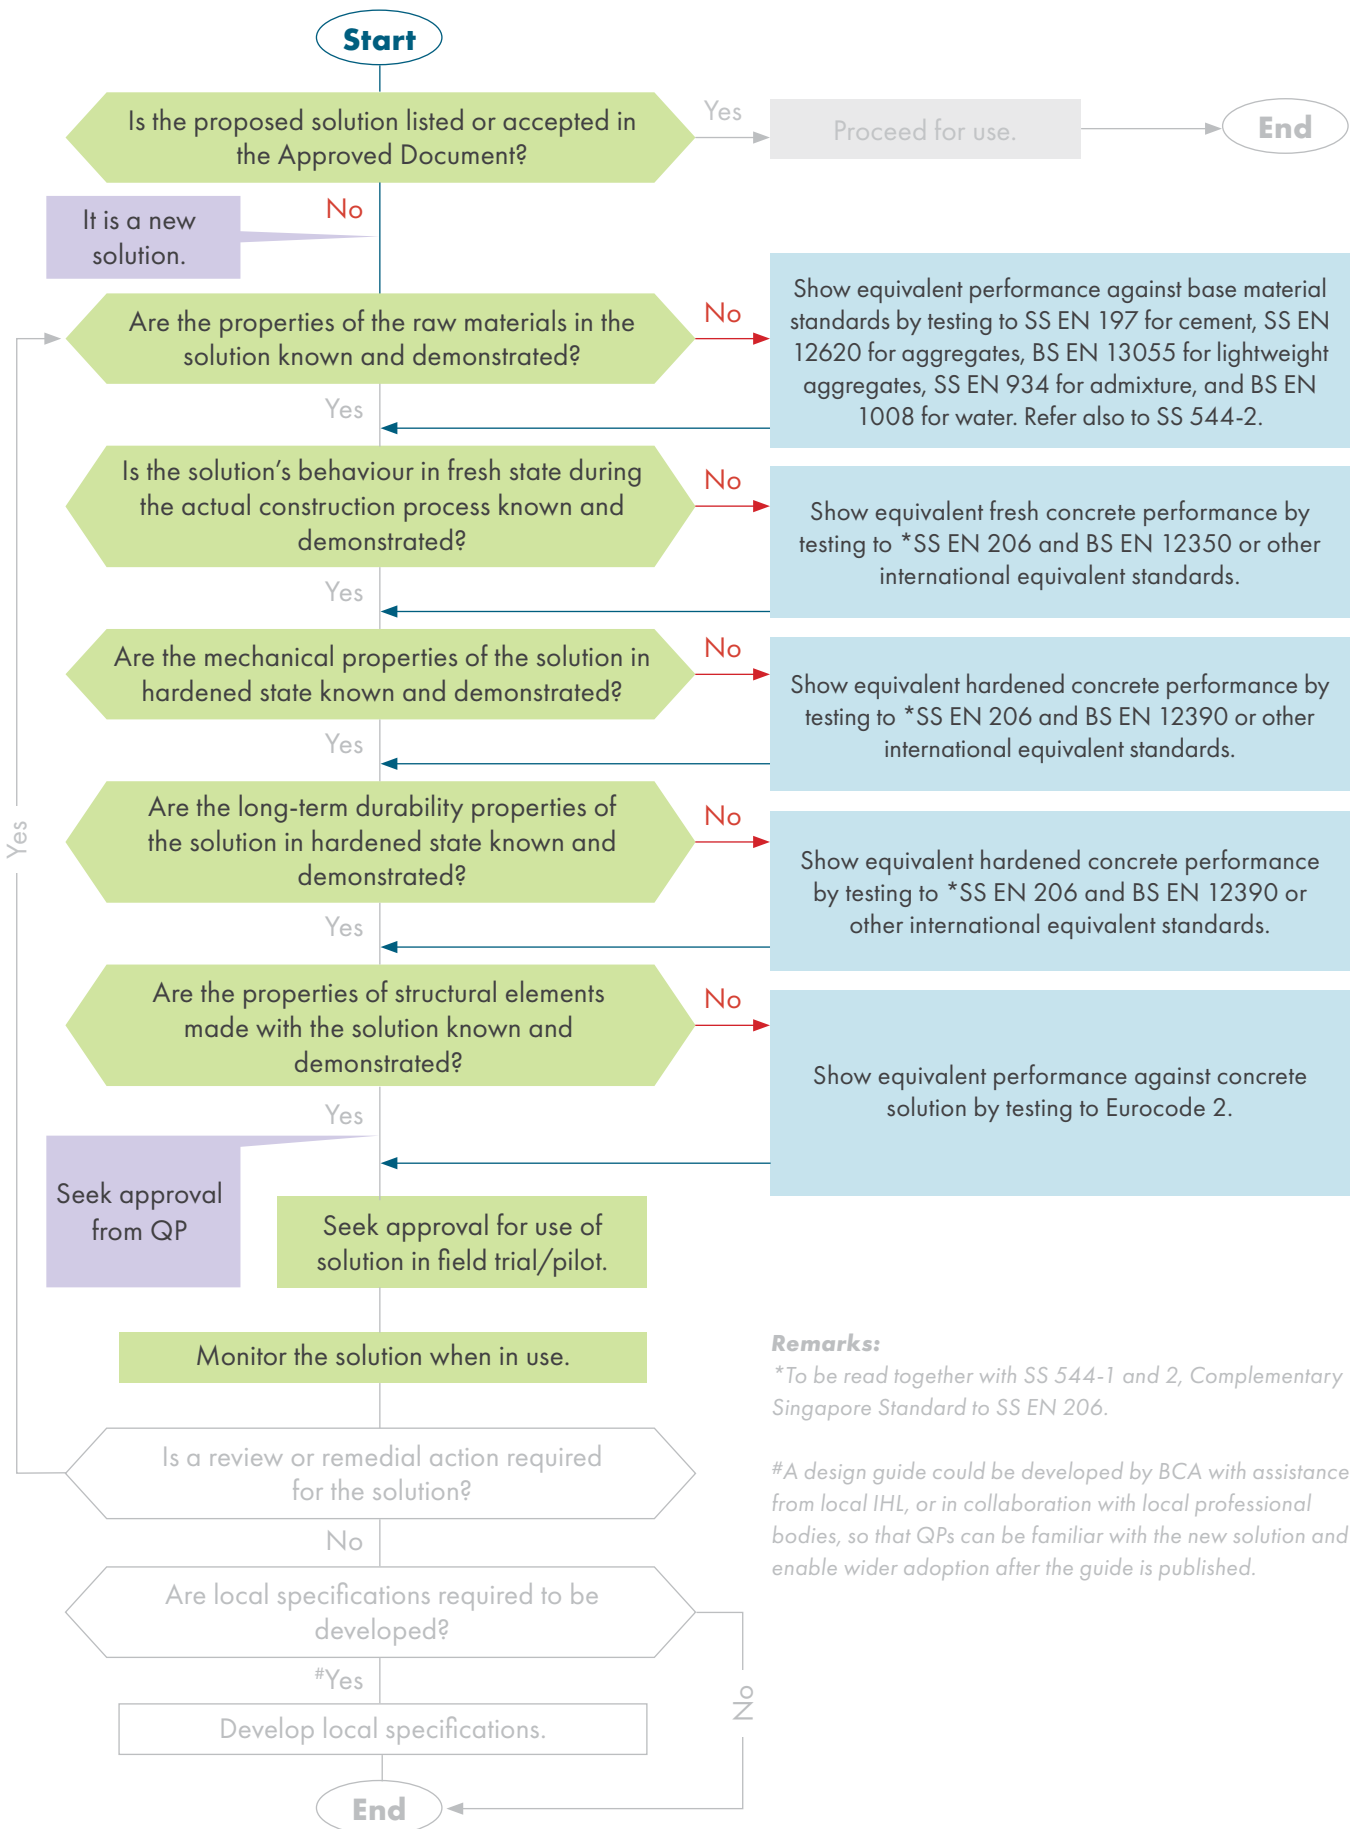 Start
Is the proposed solution listed or accepted in
the Approved Document?
Yes
Proceed for use.
End
No
It is a new
solution.
Are the properties of the raw materials in the
solution known and demonstrated?
No
Show equivalent performance against base material
standards by testing to SS EN 197 for cement, SS EN
12620 for aggregates, BS EN 13055 for lightweight
aggregates, SS EN 934 for admixture, and BS EN
1008 for water. Refer also to SS 544-2.
Yes
Is the solution's behaviour in fresh state during
the actual construction process known and
demonstrated?
No
Show equivalent fresh concrete performance by
testing to *SS EN 206 and BS EN 12350 or other
international equivalent standards.
Yes
Are the mechanical properties of the solution in
hardened state known and demonstrated?
No
Show equivalent hardened concrete performance by
testing to *SS EN 206 and BS EN 12390 or other
international equivalent standards.
Yes
Are the long-term durability properties of
the solution in hardened state known and
demonstrated?
No
Show equivalent hardened concrete performance
by testing to *SS EN 206 and BS EN 12390 or
other international equivalent standards.
Yes
Yes
Are the properties of structural elements
made with the solution known and
demonstrated?
No
Show equivalent performance against concrete
solution by testing to Eurocode 2.
Yes
Seek approval
from QP
Seek approval for use of
solution in field trial/pilot.
Monitor the solution when in use.
Remarks:
*To be read together with SS 544-1 and 2, Complementary
Singapore Standard to SS EN 206.
#A design guide could be developed by BCA with assistance
from local IHL, or in collaboration with local professional
bodies, so that QPs can be familiar with the new solution and
enable wider adoption after the guide is published.
Is a review or remedial action required
for the solution?
No
Are local specifications required to be
developed?
#Yes
No
Develop local specifications.
End